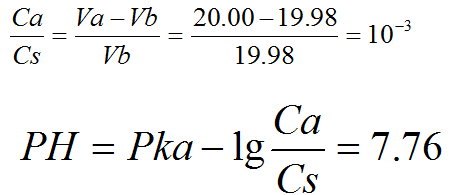 Ca/Cs = (Va − Vb)/Vb = (20.00 − 19.98)/19.98 = 10⁻³
PH = Pka − lg Ca/Cs = 7.76